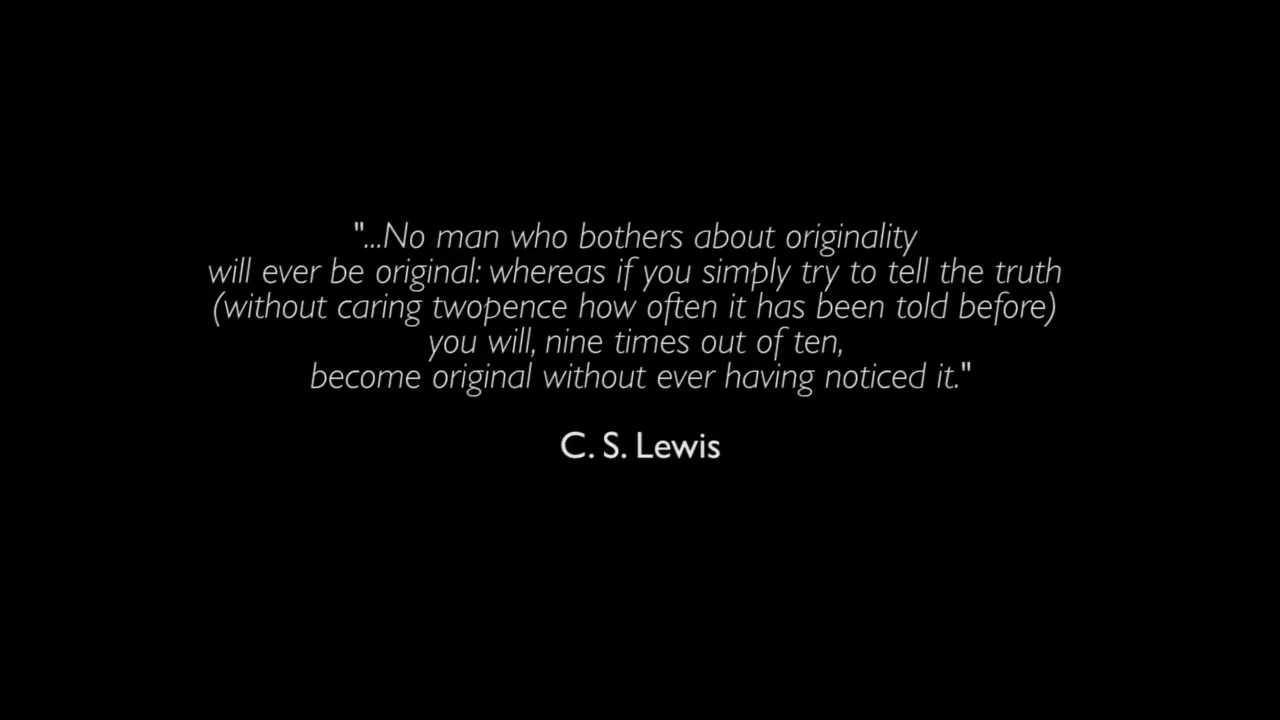 "...No man who bothers about originality
will ever be original: whereas if you simply try to tell the truth
(without caring twopence how often it has been told before)
you will, nine times out of ten,
become original without ever having noticed it."
C. S. Lewis